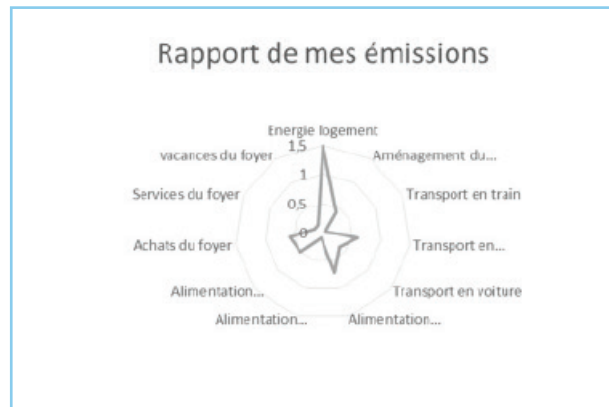 Rapport de mes émissions
Energie logement
1,5
vacances du foyer
Aménagement du...
1
Services du foyer
Transport en train
0,5
0
Achats du foyer
Transport en...
Alimentation...
Transport en voiture
Alimentation...
Alimentation...